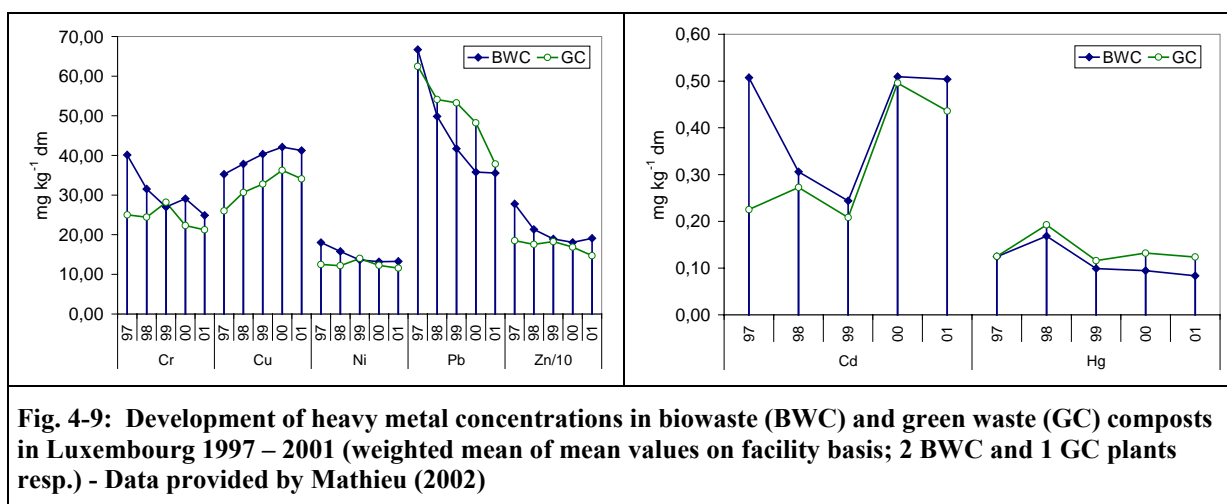 70,00
60,00
50,00
40,00
30,00
20,00
10,00
0,00
mg kg-1 dm
BWC GC
97 98 99 00 01 97 98 99 00 01 97 98 99 00 01 97 98 99 00 01 97 98 99 00 01
Cr Cu Ni Pb Zn/10
0,60
0,50
0,40
0,30
0,20
0,10
0,00
mg kg-1 dm
BWC GC
97 98 99 00 01 97 98 99 00 01
Cd Hg
Fig. 4-9: Development of heavy metal concentrations in biowaste (BWC) and green waste (GC) composts
in Luxembourg 1997 – 2001 (weighted mean of mean values on facility basis; 2 BWC and 1 GC plants
resp.) - Data provided by Mathieu (2002)